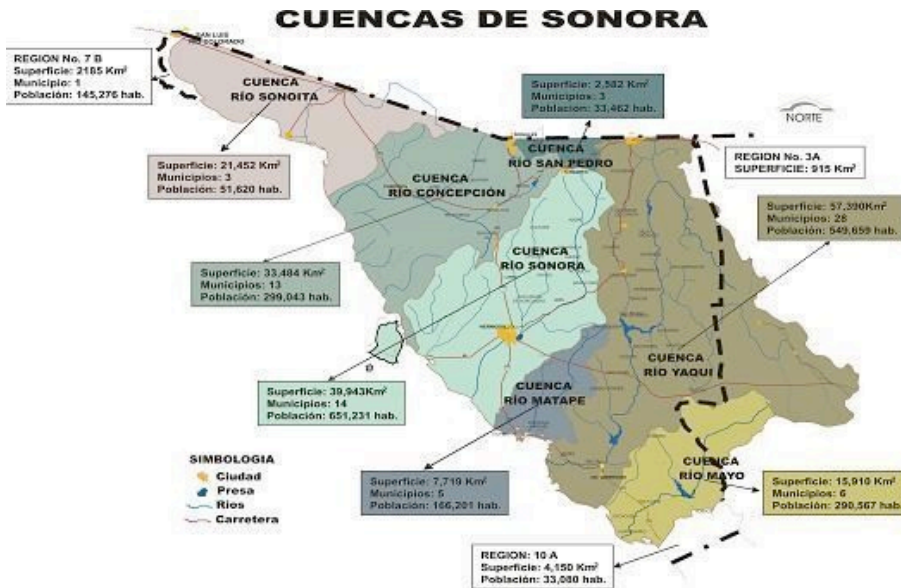 CUENCAS DE SONORA
SAN LUIS
REGION No. 7 B
Superficie: 2185 Km²
Municipio: 1
Población: 145,276 hab.
CUENCA
RÍO SONOITA
Superficie: 2,582 Km²
Municipios: 3
Población: 33,462 hab.
NORTE
CUENCA
RÍO SAN PEDRO
REGION No. 3A
SUPERFICIE: 915 Km²
Superficie: 21,452 Km²
Municipios: 3
Población: 51,620 hab.
CUENCA
RÍO CONCEPCIÓN
Superficie: 57,390Km²
Municipios: 28
Población: 549,659 hab.
CUENCA
RÍO SONORA
Superficie: 33,484 Km²
Municipios: 13
Población: 299,043 hab.
CUENCA
RÍO YAQUI
Superficie: 39,943Km²
Municipios: 14
Población: 651,231 hab.
CUENCA
RÍO MATAPE
SIMBOLOGIA
Ciudad
Presa
Ríos
Carretera
Superficie: 7,719 Km²
Municipios: 5
Población: 166,201 hab.
CUENCA
RÍO MAYO
Superficie: 15,910 Km²
Municipios: 6
Población: 290,567 hab.
REGION: 10 A
Superficie: 4,150 Km²
Población: 33,080 hab.